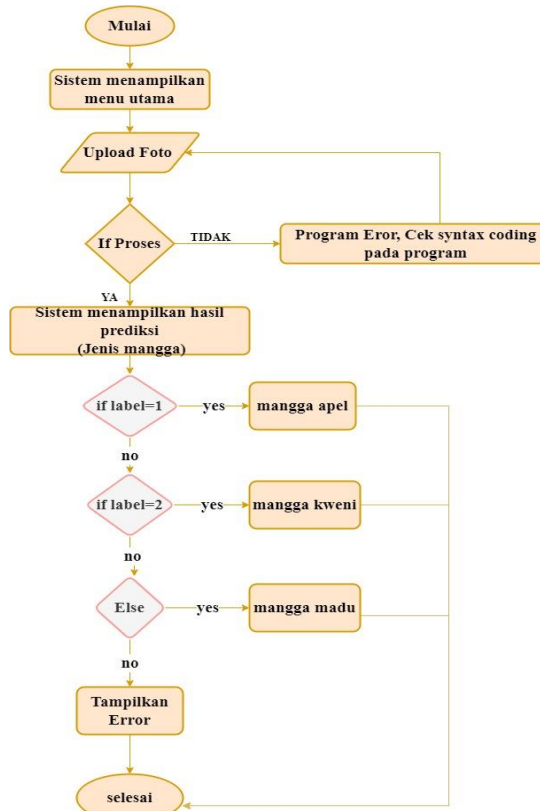 Mulai
Sistem menampilkan
menu utama
Upload Foto
If Proses
TIDAK
Program Eror, Cek syntax coding
pada program
YA
Sistem menampilkan hasil
prediksi
(Jenis mangga)
if label=1
yes
mangga apel
no
if label=2
yes
mangga kweni
no
Else
yes
mangga madu
no
Tampilkan
Error
selesai